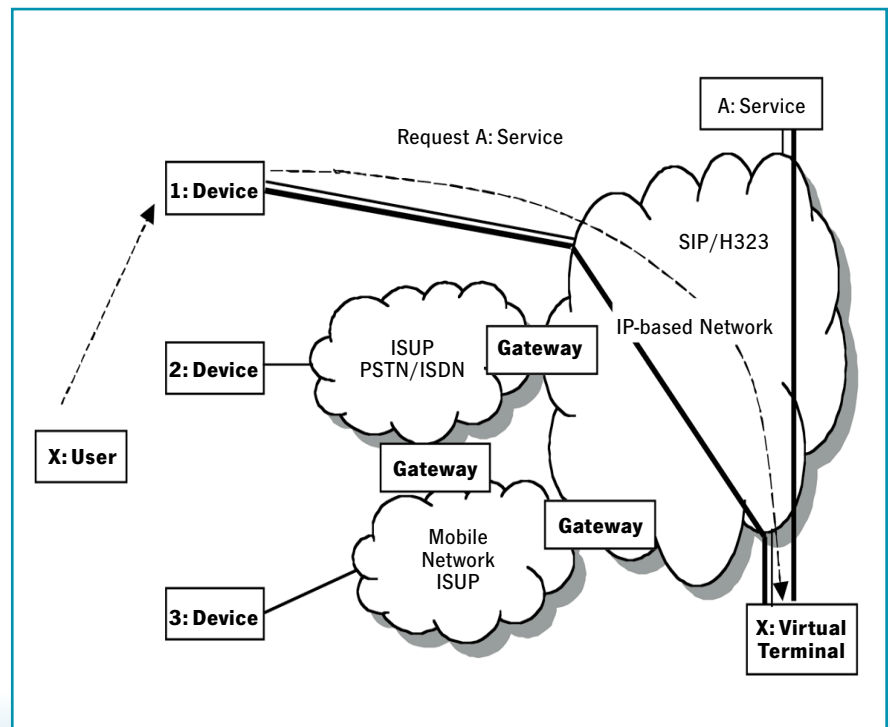 A: Service
Request A: Service
1: Device
SIP/H323
IP-based Network
ISUP
PSTN/ISDN
Gateway
2: Device
X: User
Gateway
Gateway
Mobile
Network
ISUP
3: Device
X: Virtual
Terminal